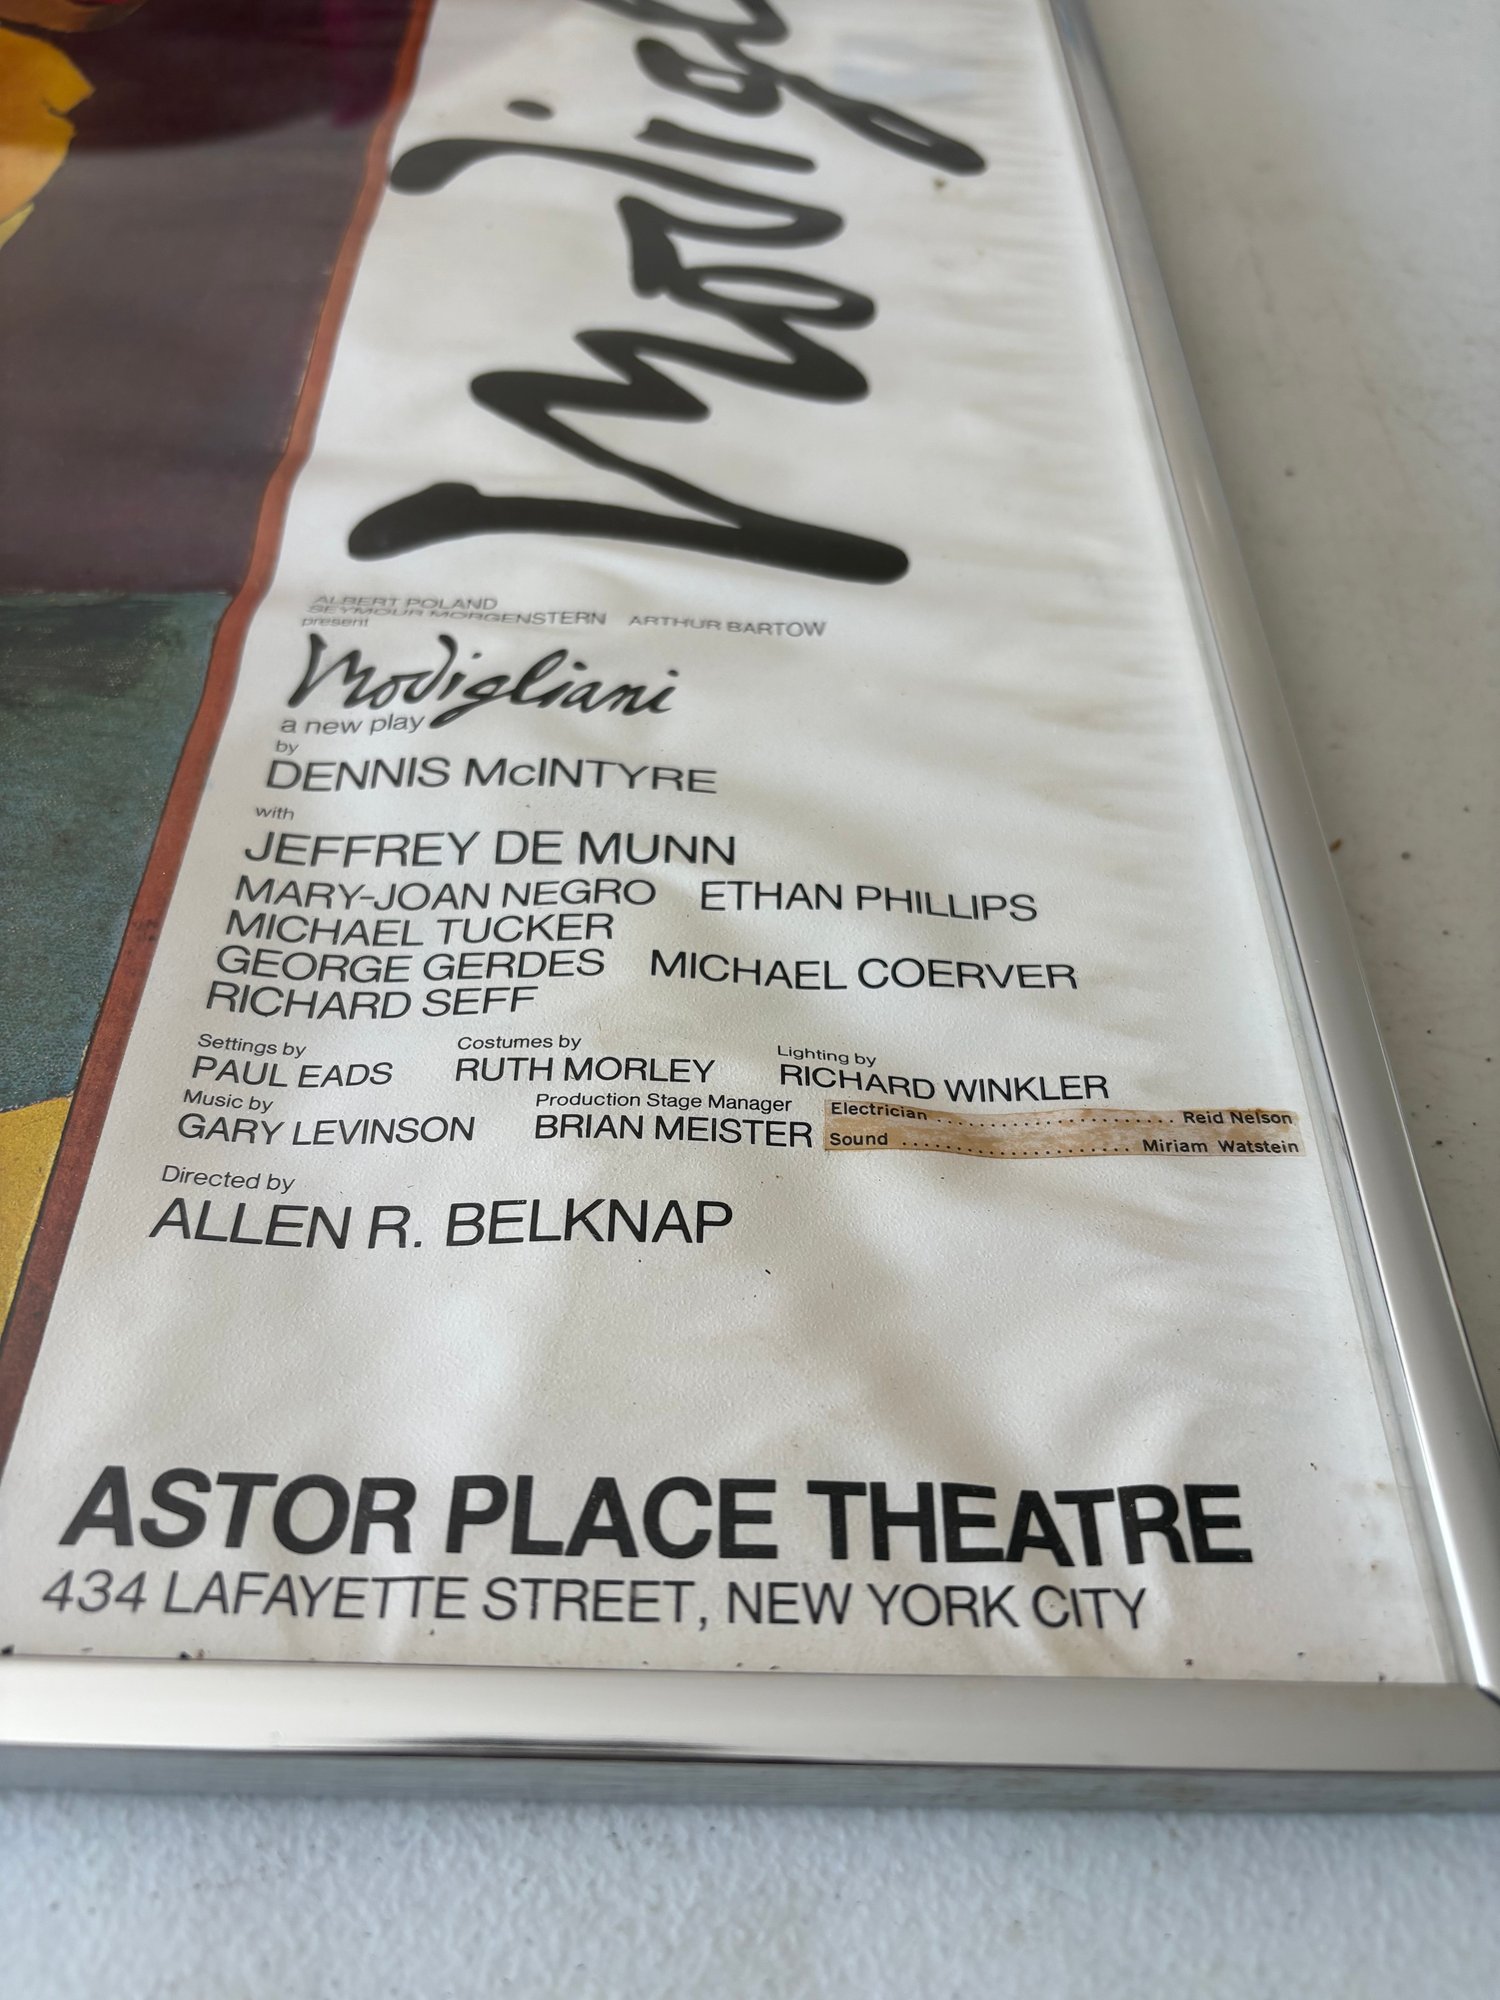 Modigl
ALBERT POLAND
SEYMOUR MORGENSTERN ARTHUR BARTOW
present
Modigliani
a new play
by
DENNIS McINTYRE
with
JEFFREY DE MUNN
MARY-JOAN NEGRO ETHAN PHILLIPS
MICHAEL TUCKER
GEORGE GERDES MICHAEL COERVER
RICHARD SEFF
Settings by Costumes by Lighting by
PAUL EADS RUTH MORLEY RICHARD WINKLER
Music by Production Stage Manager Electrician ........................ Reid Nelson
GARY LEVINSON BRIAN MEISTER Sound ........................ Miriam Watstein
Directed by
ALLEN R. BELKNAP
ASTOR PLACE THEATRE
434 LAFAYETTE STREET, NEW YORK CITY